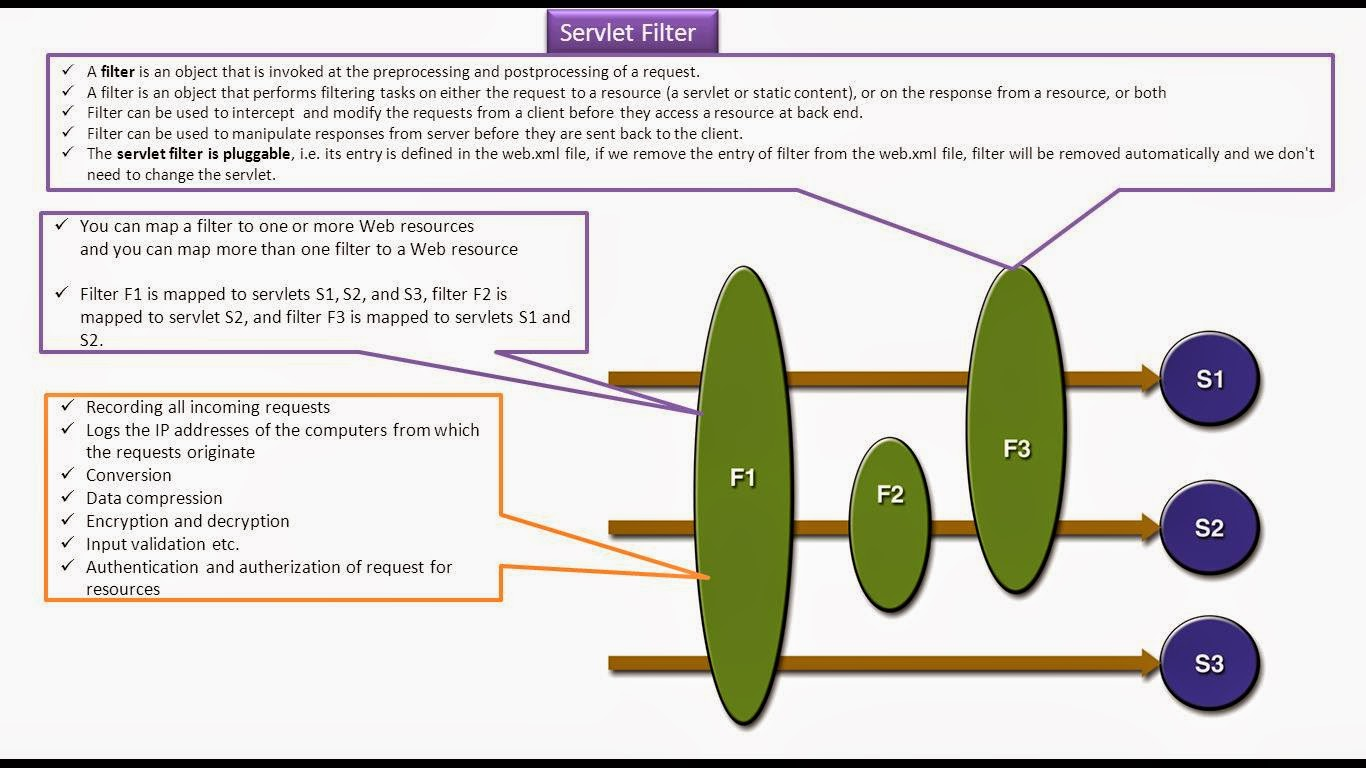 Servlet Filter
✓ A filter is an object that is invoked at the preprocessing and postprocessing of a request.
✓ A filter is an object that performs filtering tasks on either the request to a resource (a servlet or static content), or on the response from a resource, or both
✓ Filter can be used to intercept and modify the requests from a client before they access a resource at back end.
✓ Filter can be used to manipulate responses from server before they are sent back to the client.
✓ The servlet filter is pluggable, i.e. its entry is defined in the web.xml file, if we remove the entry of filter from the web.xml file, filter will be removed automatically and we don't
need to change the servlet.
✓ You can map a filter to one or more Web resources
and you can map more than one filter to a Web resource
✓ Filter F1 is mapped to servlets S1, S2, and S3, filter F2 is
mapped to servlet S2, and filter F3 is mapped to servlets S1 and
S2.
✓ Recording all incoming requests
✓ Logs the IP addresses of the computers from which
the requests originate
✓ Conversion
✓ Data compression
✓ Encryption and decryption
✓ Input validation etc.
✓ Authentication and autherization of request for
resources
F1
F2
F3
S1
S2
S3